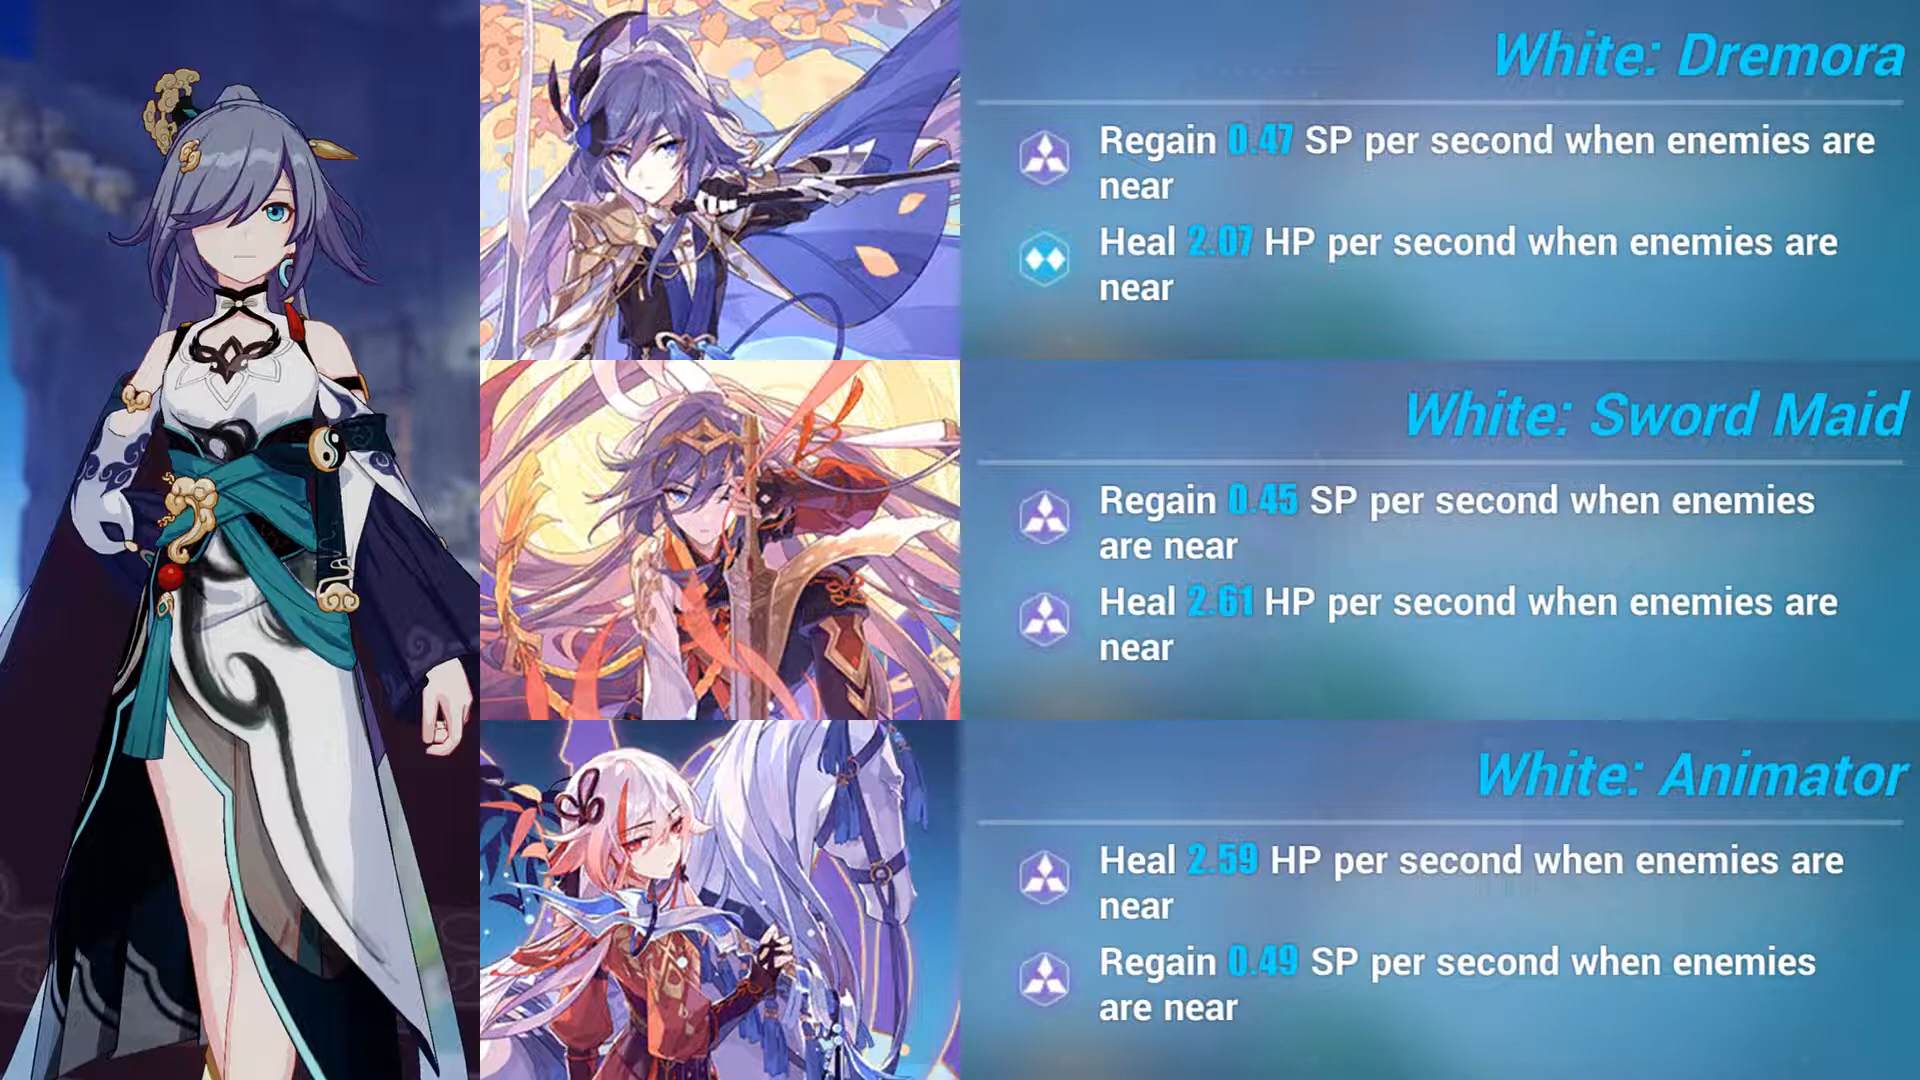 White: Dremora
Regain 0.47 SP per second when enemies are
near
Heal 2.07 HP per second when enemies are
near
White: Sword Maid
Regain 0.45 SP per second when enemies
are near
Heal 2.61 HP per second when enemies are
near
White: Animator
Heal 2.59 HP per second when enemies are
near
Regain 0.49 SP per second when enemies
are near